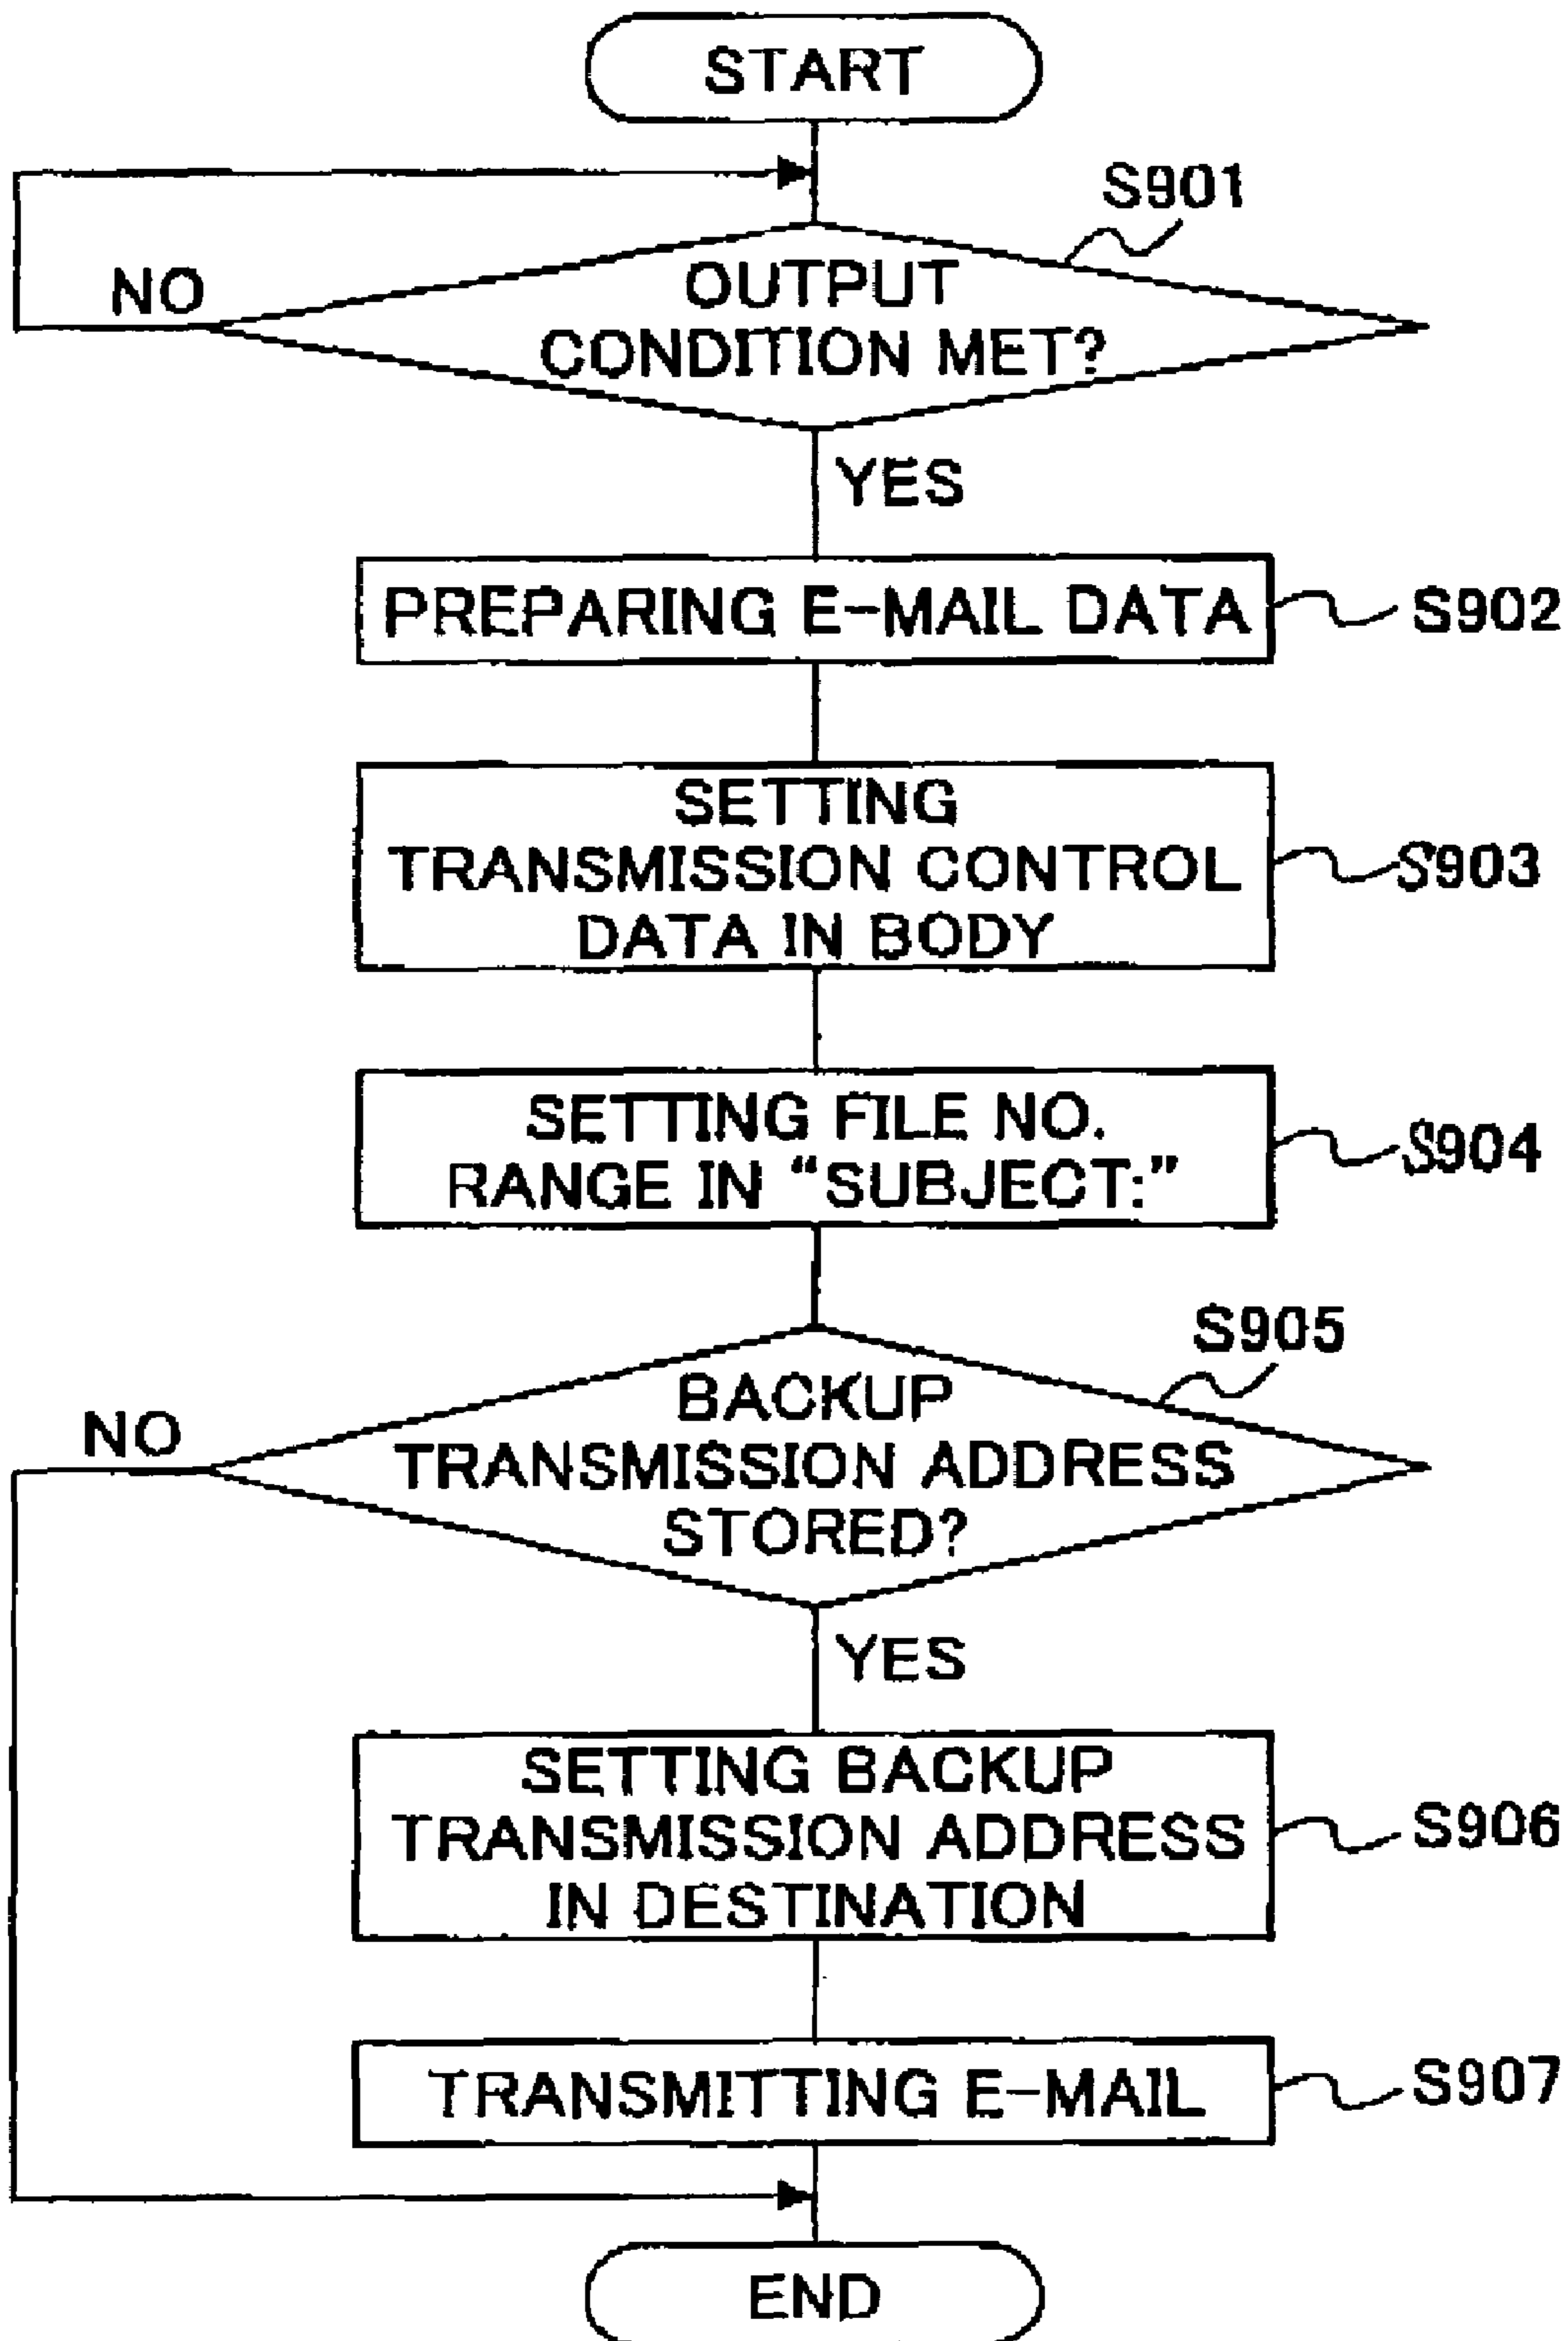 START
S901
NO
OUTPUT
CONDITION MET?
YES
PREPARING E-MAIL DATA
S902
SETTING
TRANSMISSION CONTROL
DATA IN BODY
S903
SETTING FILE NO.
RANGE IN “SUBJECT:”
S904
S905
NO
BACKUP
TRANSMISSION ADDRESS
STORED?
YES
SETTING BACKUP
TRANSMISSION ADDRESS
IN DESTINATION
S906
TRANSMITTING E-MAIL
S907
END